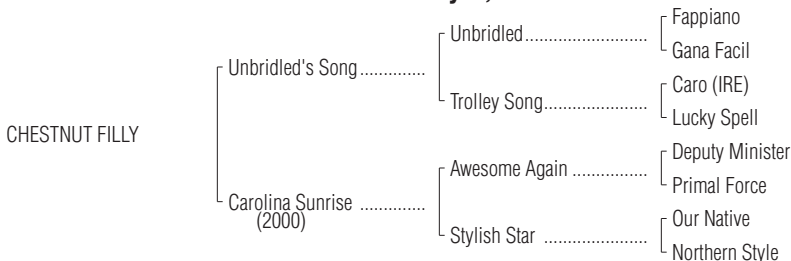 Fappiano
Unbridled..............................
Gana Facil
Unbridled's Song ..............
Caro (IRE)
Trolley Song.........................
Lucky Spell
CHESTNUT FILLY
Deputy Minister
Awesome Again ..................
Primal Force
Carolina Sunrise ..............
(2000)
Our Native
Stylish Star .........................
Northern Style